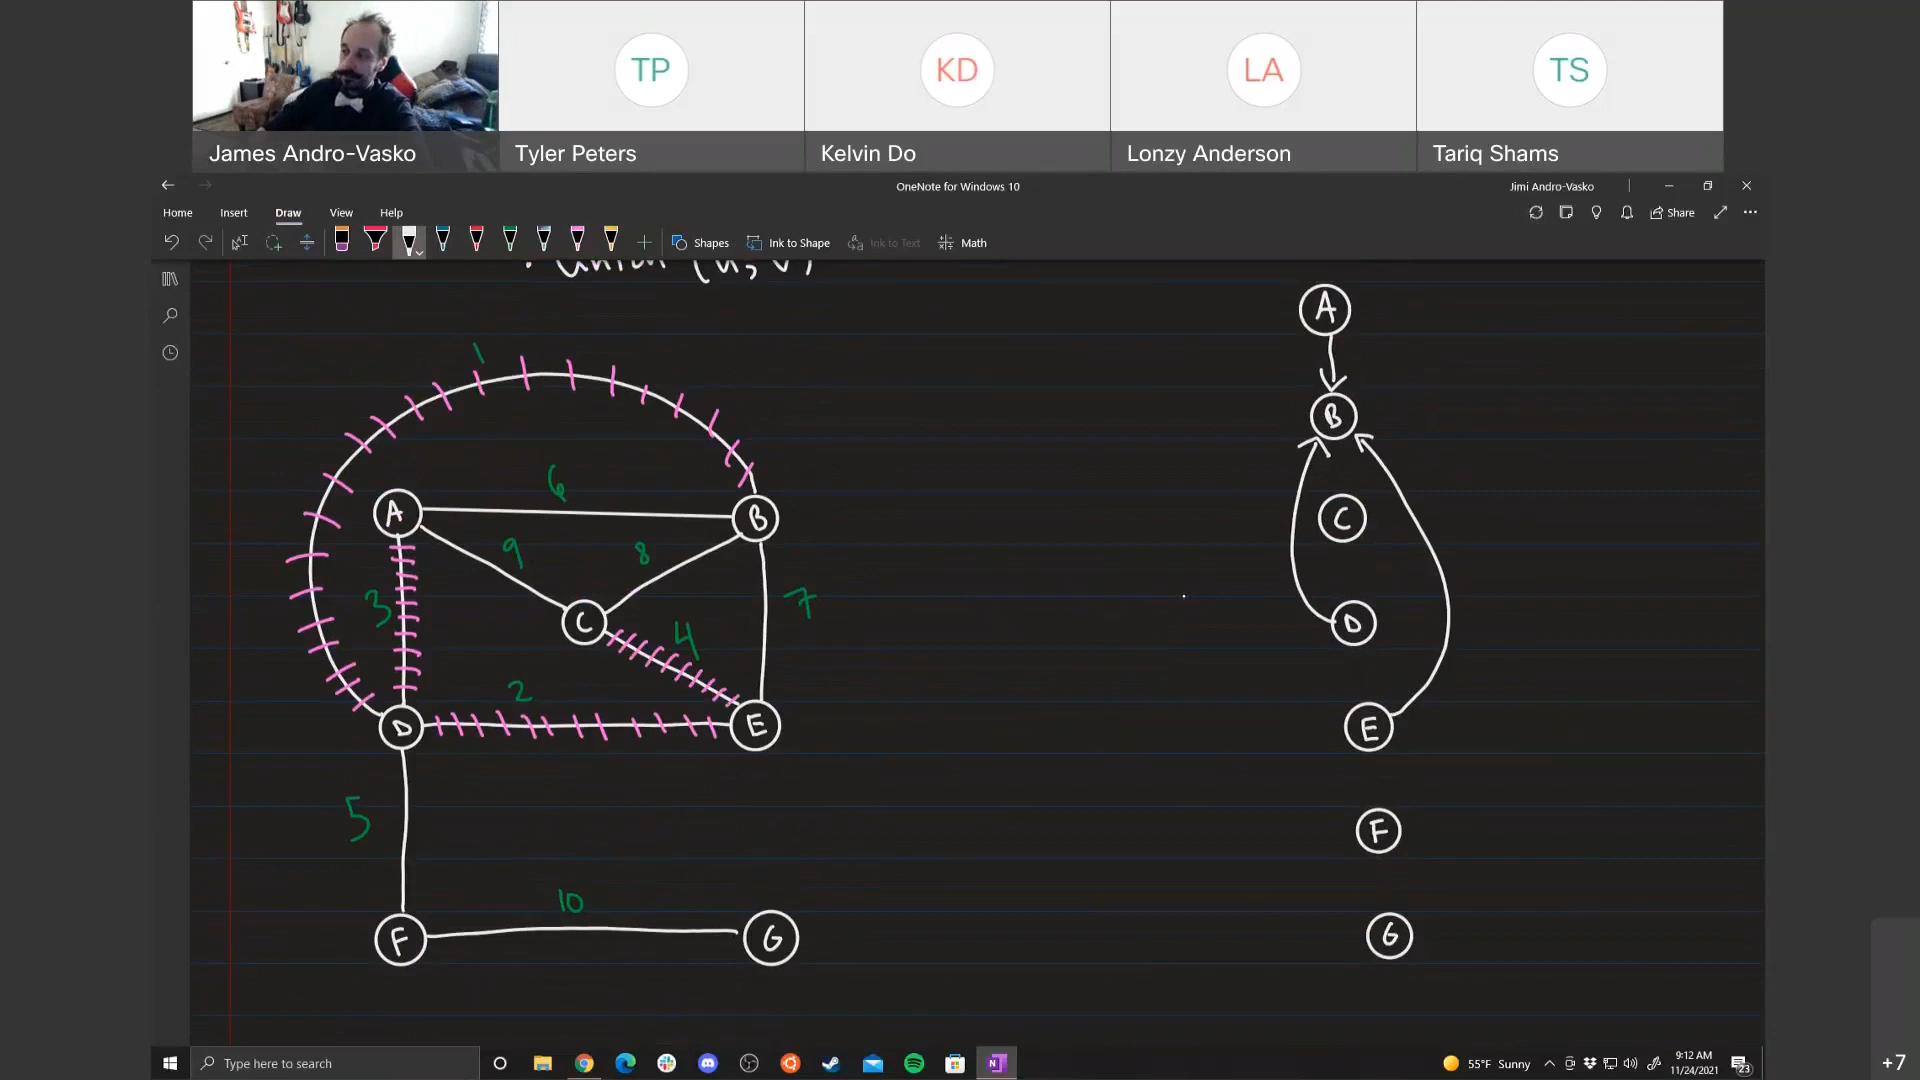 TP
KD
LA
TS
James Andro-Vasko
Tyler Peters
Kelvin Do
Lonzy Anderson
Tariq Shams
OneNote for Windows 10
Jimi Andro-Vasko
Home
Insert
Draw
View
Help
Share
Shapes
Ink to Shape
Ink to Text
Math
A
1
B
6
A
B
9
8
C
7
3
C
4
D
2
D
E
E
5
F
10
F
G
G
Type here to search
55°F Sunny
9:12 AM
11/24/2021
23
+7